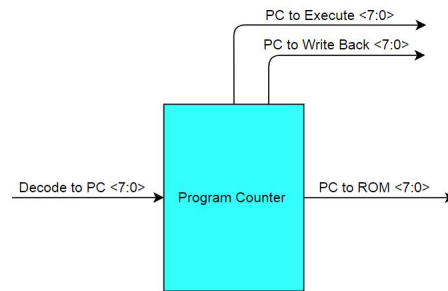 PC to Execute <7:0>
PC to Write Back <7:0>
Decode to PC <7:0>
Program Counter
PC to ROM <7:0>